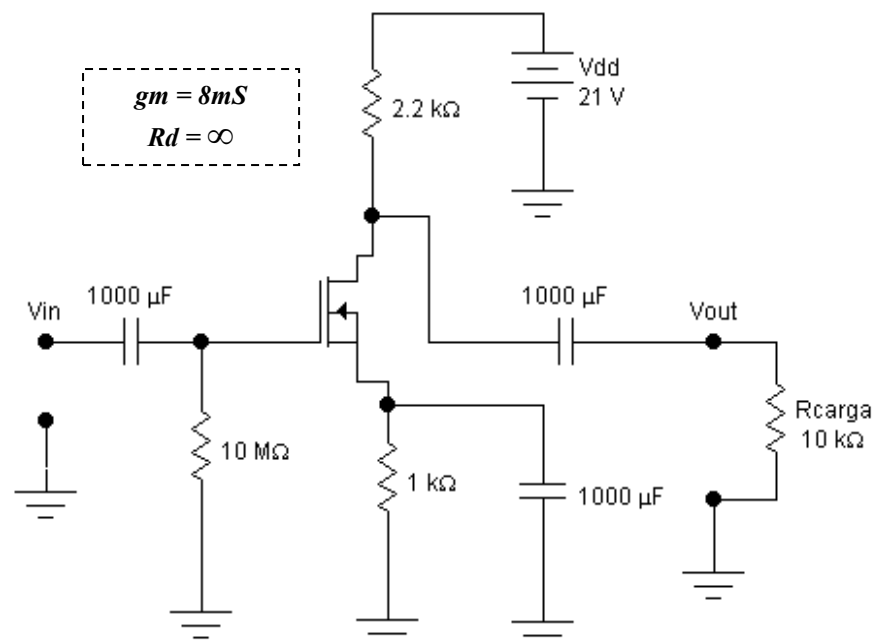 gm = 8mS
Rd = ∞
Vdd
21 V
2.2 kΩ
Vin
1000 µF
1000 µF
Vout
10 MΩ
1 kΩ
1000 µF
Rcarga
10 kΩ